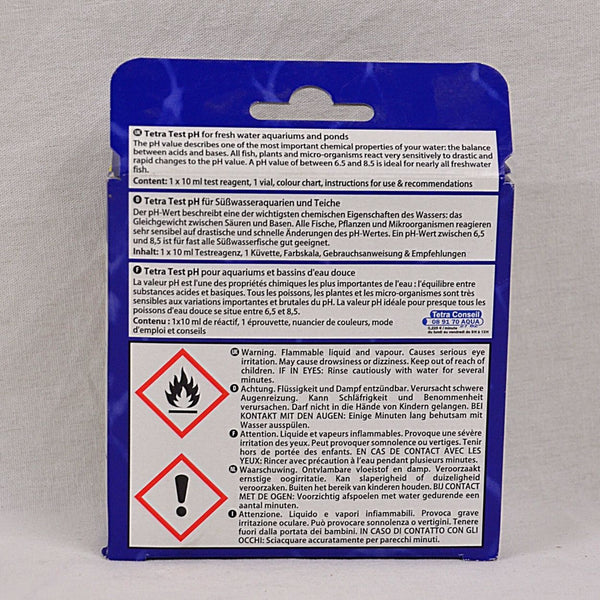 GB Tetra Test pH for fresh water aquariums and ponds
The pH value describes one of the most important chemical properties of your water: the balance
between acids and bases. All fish, plants and micro-organisms react very sensitively to drastic and
rapid changes to the pH value. A pH value of between 6.5 and 8.5 is ideal for nearly all freshwater
fish.
Content: 1 x 10 ml test reagent, 1 vial, colour chart, instructions for use & recommendations
D Tetra Test pH für Süßwasseraquarien und Teiche
Der pH-Wert beschreibt eine der wichtigsten chemischen Eigenschaften des Wassers: das
Gleichgewicht zwischen Säuren und Basen. Alle Fische, Pflanzen und Mikroorganismen reagieren
sehr sensibel auf drastische und schnelle Änderungen des pH-Wertes. Ein pH-Wert zwischen 6,5
und 8,5 ist für fast alle Süßwasserfische gut geeignet.
Inhalt: 1 x 10 ml Testreagenz, 1 Küvette, Farbskala, Gebrauchsanweisung & Empfehlungen
F Tetra Test pH pour aquariums et bassins d'eau douce
La valeur pH est l'une des propriétés chimiques les plus importantes de l'eau : l'équilibre entre
substances acides et basiques. Tous les poissons, les plantes et les micro-organismes sont très
sensibles aux variations importantes et brutales du pH. La valeur pH idéale pour presque tous les
poissons d'eau douce se situe entre 6,5 et 8,5.
Contenu : 1x10 ml de réactif, 1 éprouvette, nuancier de couleurs, mode
d'emploi et conseils
Tetra Conseil
08 91 70 AQUA
0,225 € / minute
du lundi au vendredi de 9H à 12H
GB Warning. Flammable liquid and vapour. Causes serious eye
irritation. May cause drowsiness or dizziness. Keep out of reach of
children. IF IN EYES: Rinse cautiously with water for several
minutes.
D Achtung. Flüssigkeit und Dampf entzündbar. Verursacht schwere
Augenreizung. Kann Schläfrigkeit und Benommenheit
verursachen. Darf nicht in die Hände von Kindern gelangen. BEI
KONTAKT MIT DEN AUGEN: Einige Minuten lang behutsam mit
Wasser ausspülen.
F Attention. Liquide et vapeurs inflammables. Provoque une sévère
irritation des yeux. Peut provoquer somnolence ou vertiges. Tenir
hors de portée des enfants. EN CAS DE CONTACT AVEC LES
YEUX: Rincer avec précaution à l'eau pendant plusieurs minutes.
NL Waarschuwing. Ontvlambare vloeistof en damp. Veroorzaakt
ernstige oogirritatie. Kan slaperigheid of duizeligheid
veroorzaken. Buiten het bereik van kinderen houden. BIJ CONTACT
MET DE OGEN: Voorzichtig afspoelen met water gedurende een
aantal minuten.
I Attenzione. Liquido e vapori infiammabili. Provoca grave
irritazione oculare. Può provocare sonnolenza o vertigini. Tenere
fuori dalla portata dei bambini. IN CASO DI CONTATTO CON GLI
OCCHI: Sciacquare accuratamente per parecchi minuti.